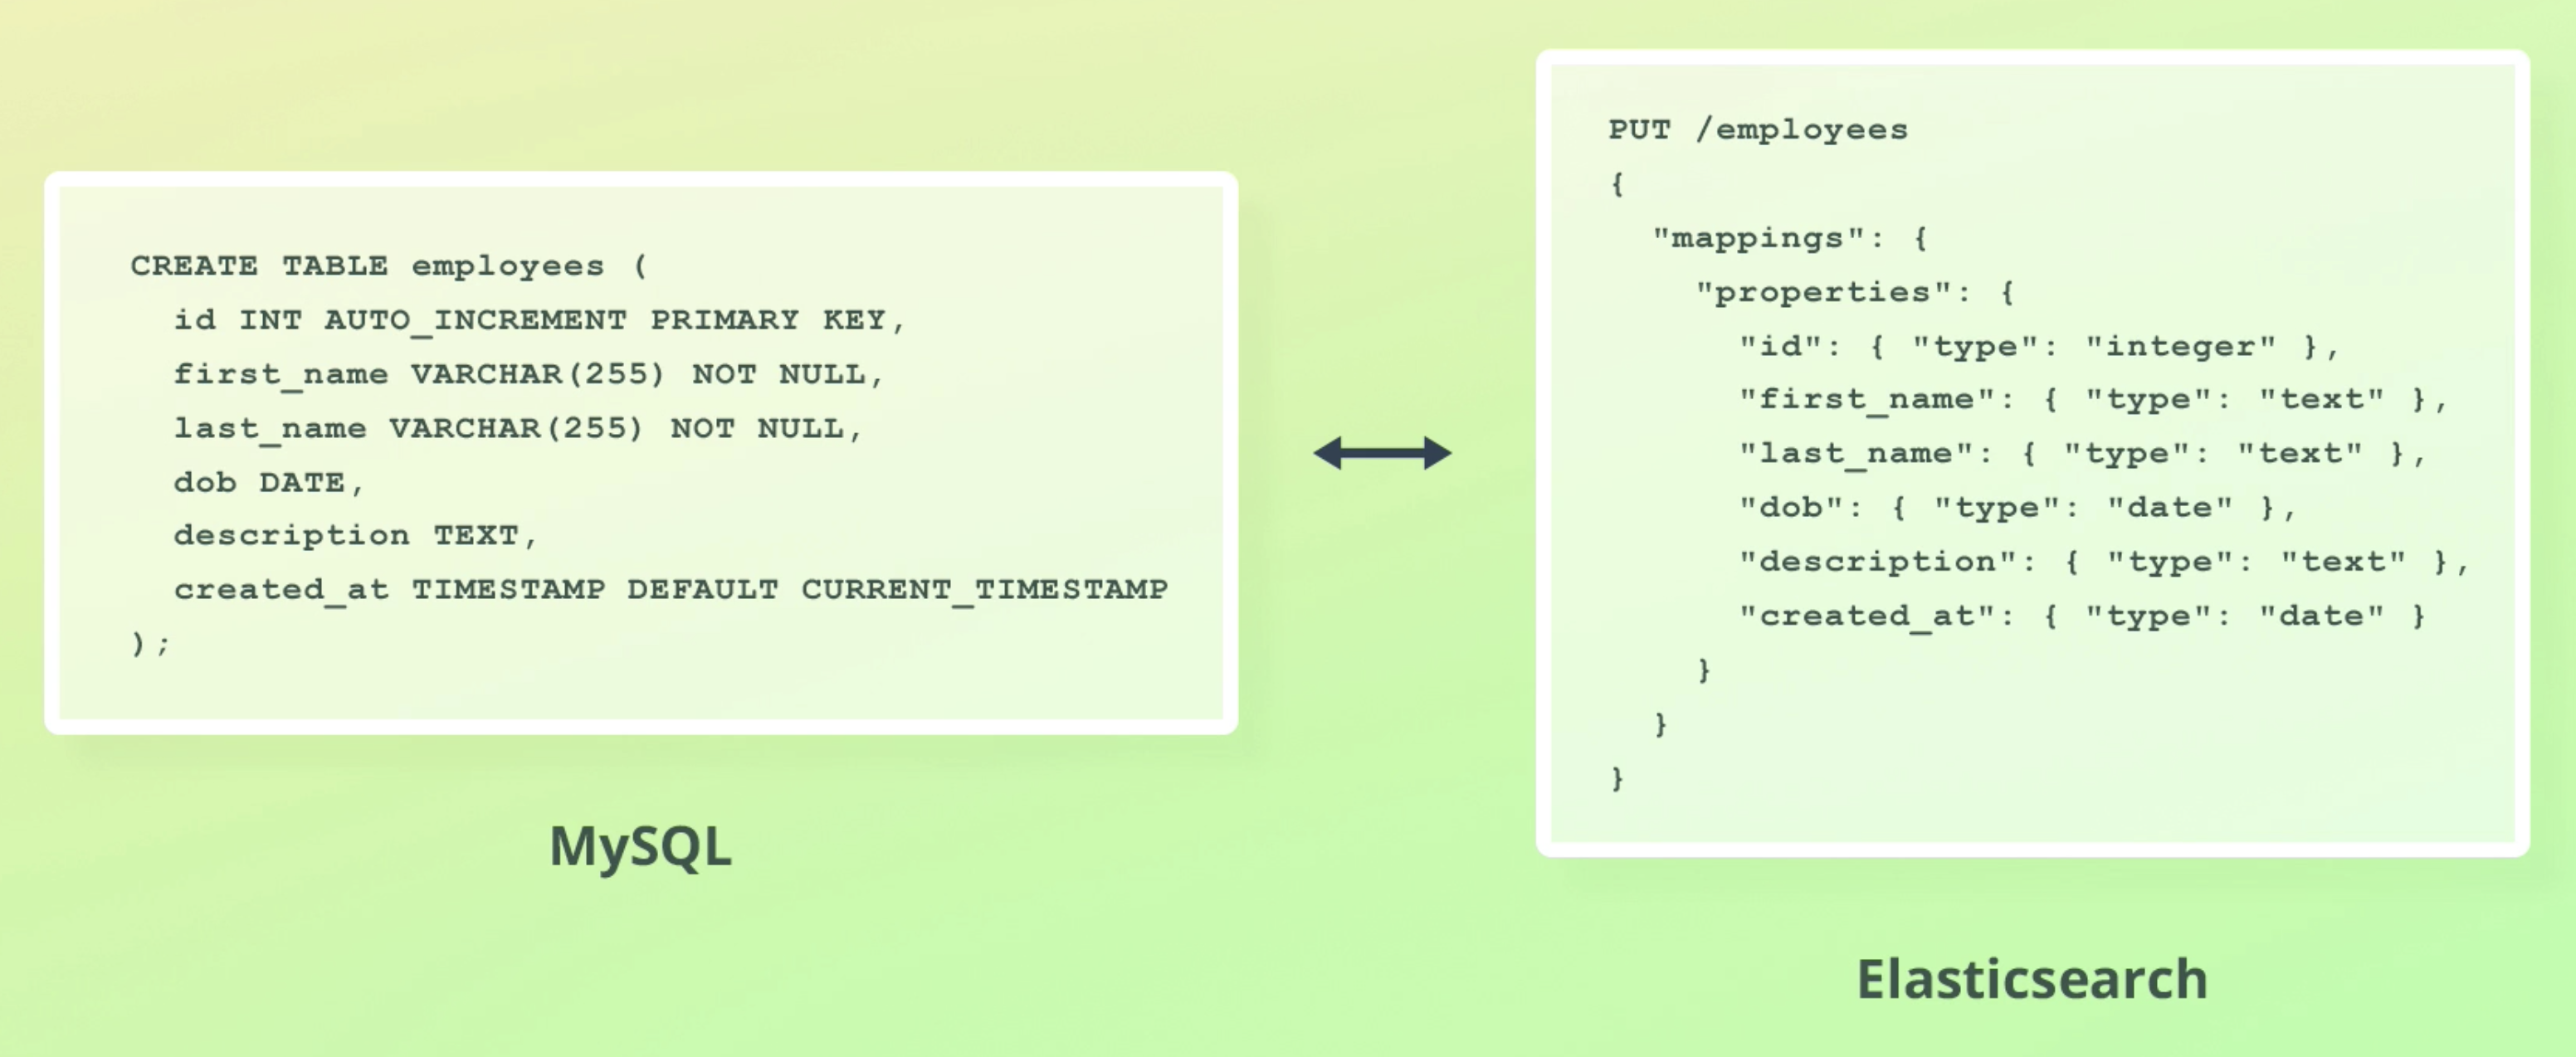 CREATE TABLE employees (
  id INT AUTO_INCREMENT PRIMARY KEY,
  first_name VARCHAR(255) NOT NULL,
  last_name VARCHAR(255) NOT NULL,
  dob DATE,
  description TEXT,
  created_at TIMESTAMP DEFAULT CURRENT_TIMESTAMP
);
MySQL
PUT /employees
{
  "mappings": {
    "properties": {
      "id": { "type": "integer" },
      "first_name": { "type": "text" },
      "last_name": { "type": "text" },
      "dob": { "type": "date" },
      "description": { "type": "text" },
      "created_at": { "type": "date" }
    }
  }
}
Elasticsearch